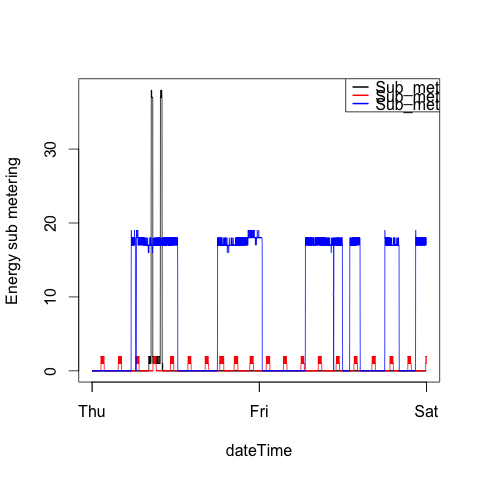 Sub_met
Sub_met
Sub_met
Energy sub metering
30
20
10
0
Thu
Fri
Sat
dateTime